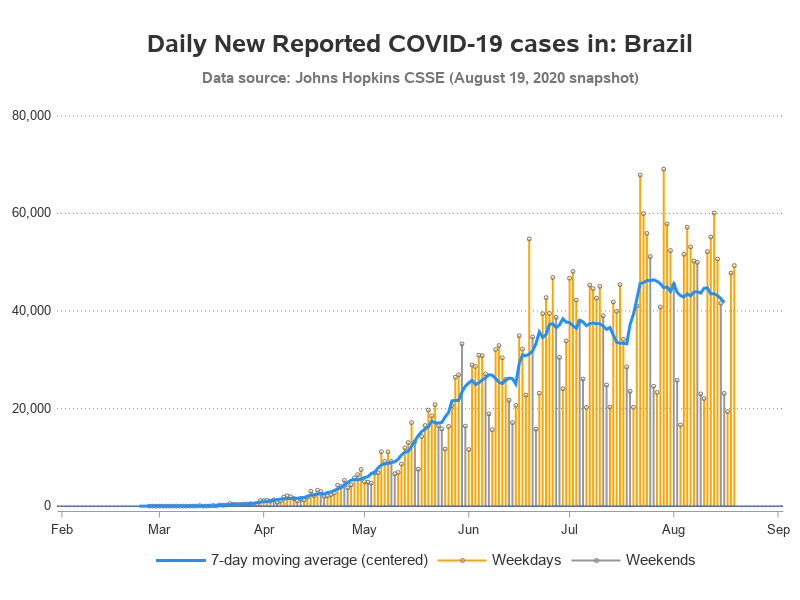 Daily New Reported COVID-19 cases in: Brazil
Data source: Johns Hopkins CSSE (August 19, 2020 snapshot)
80,000
60,000
40,000
20,000
0
Feb Mar Apr May Jun Jul Aug Sep
7-day moving average (centered) Weekdays Weekends